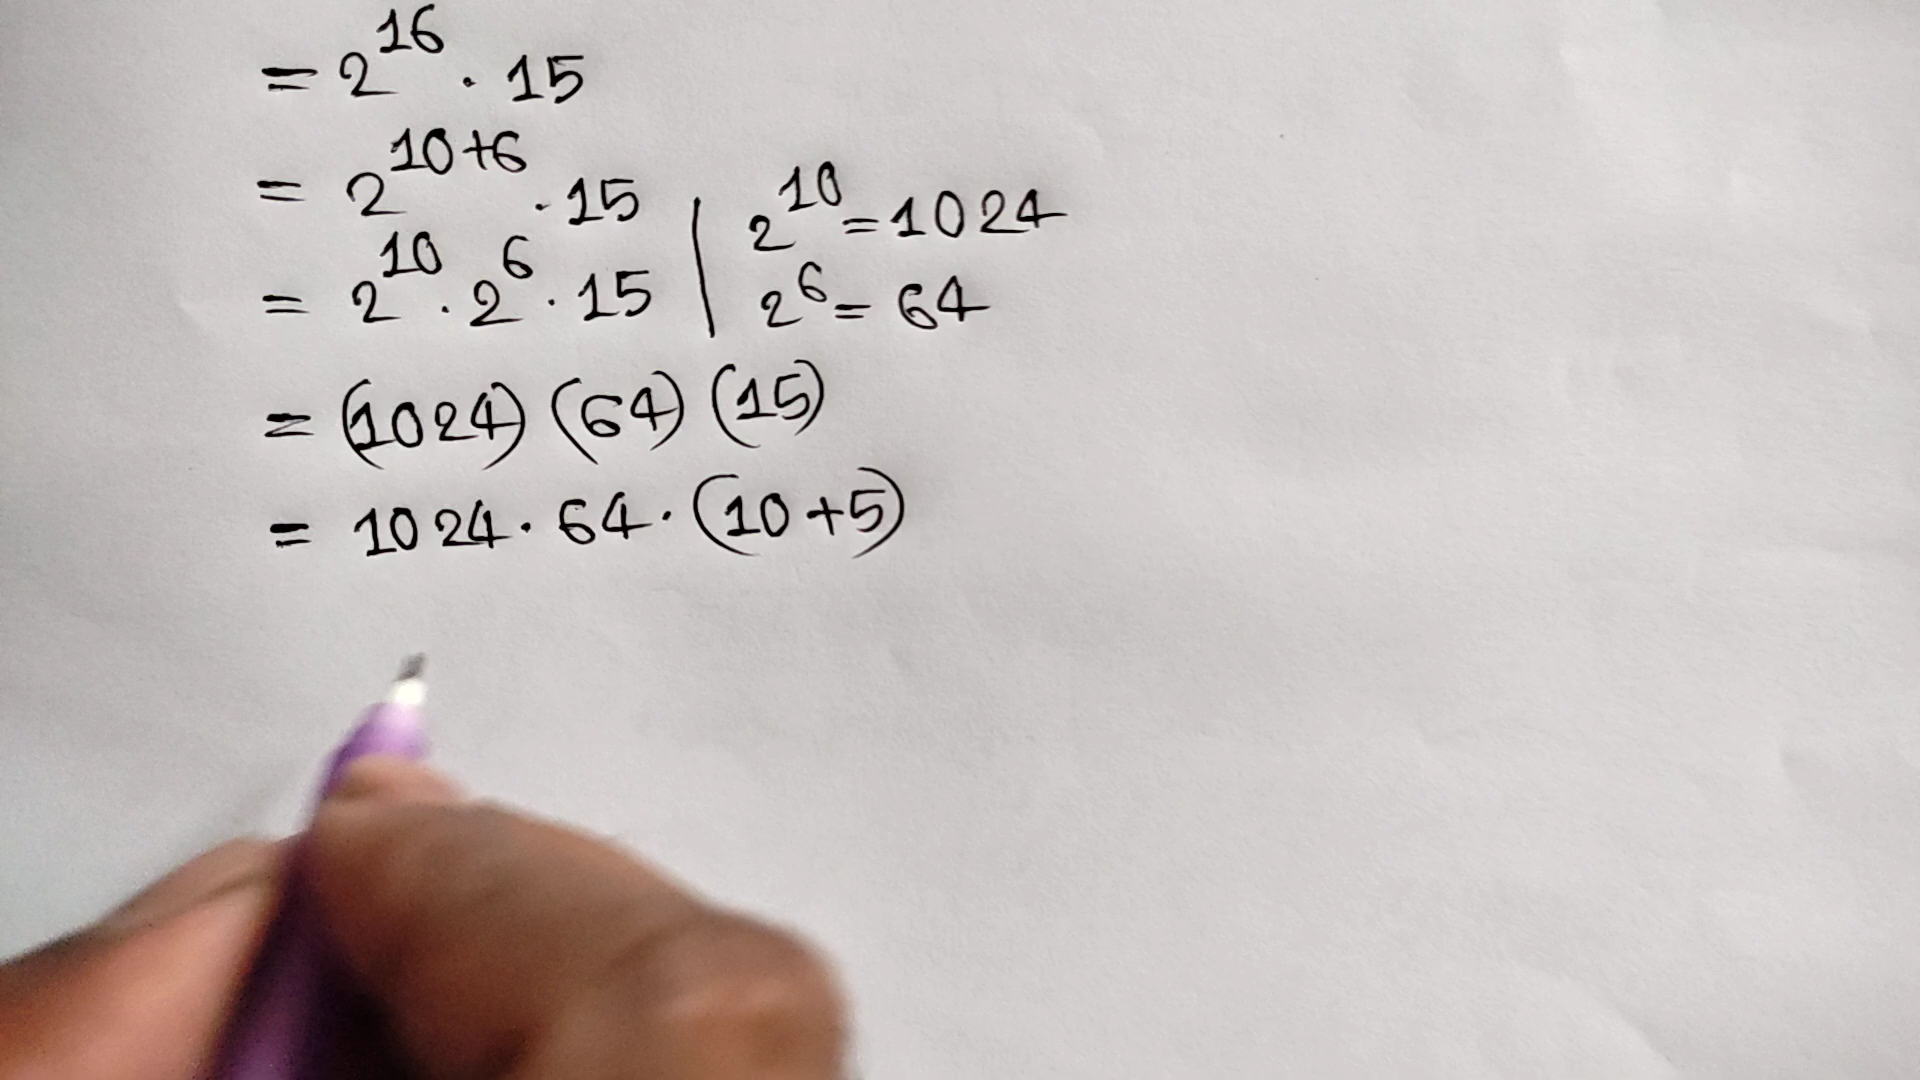 = 2^16 . 15
= 2^10+6 . 15
= 2^10 . 2^6 . 15 | 2^10 = 1024
2^6 = 64
= (1024) (64) (15)
= 1024 . 64 . (10+5)